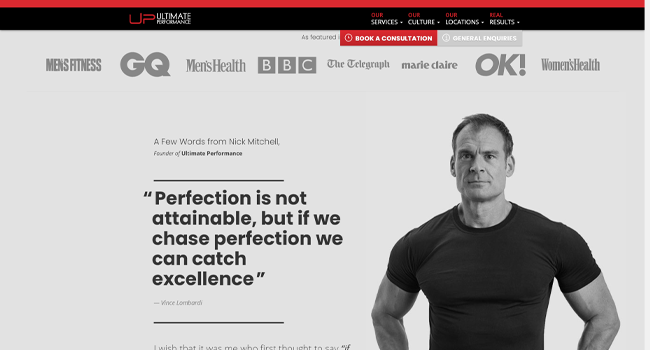 UP ULTIMATE
PERFORMANCE
OUR
SERVICES
OUR
CULTURE
OUR
LOCATIONS
REAL
RESULTS
As featured i
BOOK A CONSULTATION
GENERAL ENQUIRIES
MEN'S FITNESS
GQ
Men'sHealth
BBC
The Telegraph
marie claire
OK!
Women'sHealth
A Few Words from Nick Mitchell,
Founder of Ultimate Performance
“Perfection is not
attainable, but if we
chase perfection we
can catch
excellence”
— Vince Lombardi
I wish that it was me who first thought to say “if